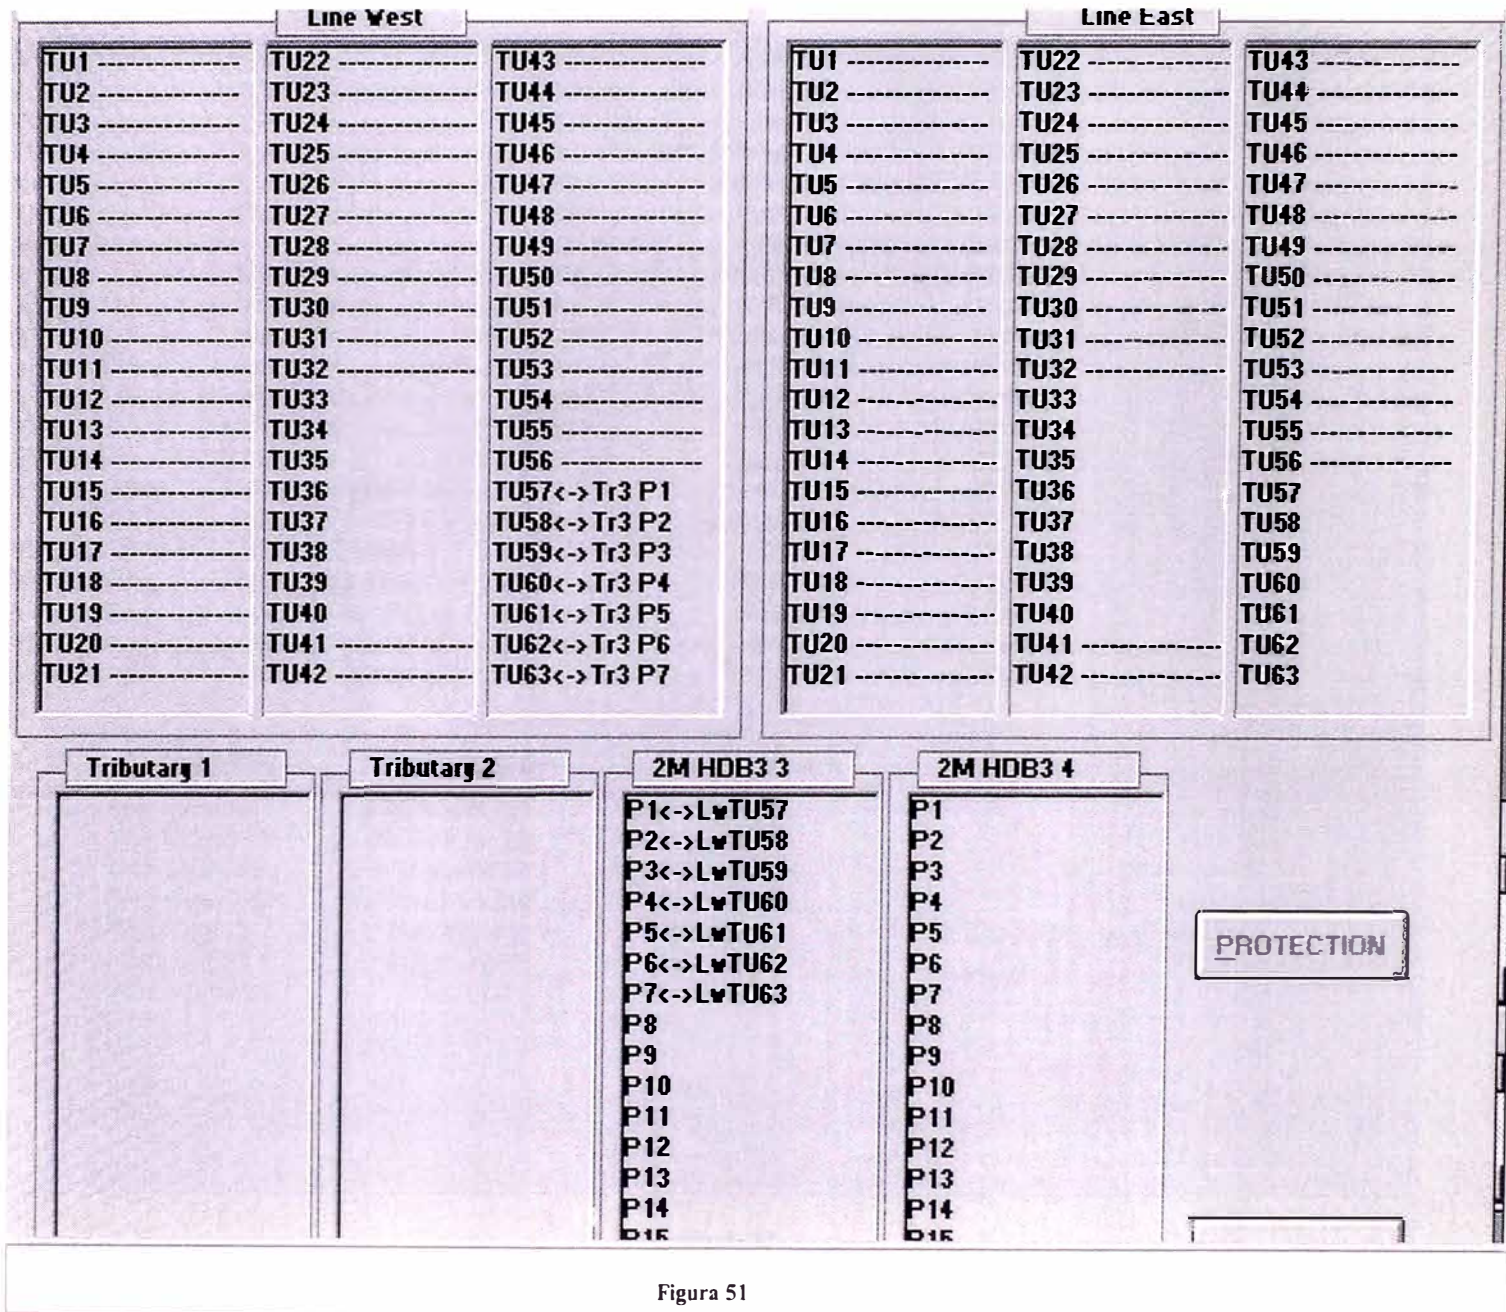 Line West
TU1 --------------
TU2 --------------
TU3 --------------
TU4 --------------
TU5 --------------
TU6 --------------
TU7 --------------
TU8 --------------
TU9 --------------
TU10 --------------
TU11 --------------
TU12 --------------
TU13 --------------
TU14 --------------
TU15 --------------
TU16 --------------
TU17 --------------
TU18 --------------
TU19 --------------
TU20 --------------
TU21 --------------
TU22 --------------
TU23 --------------
TU24 --------------
TU25 --------------
TU26 --------------
TU27 --------------
TU28 --------------
TU29 --------------
TU30 --------------
TU31 --------------
TU32 --------------
TU33
TU34
TU35
TU36
TU37
TU38
TU39
TU40
TU41 --------------
TU42 --------------
TU43 --------------
TU44 --------------
TU45 --------------
TU46 --------------
TU47 --------------
TU48 --------------
TU49 --------------
TU50 --------------
TU51 --------------
TU52 --------------
TU53 --------------
TU54 --------------
TU55 --------------
TU56 --------------
TU57<->Tr3 P1
TU58<->Tr3 P2
TU59<->Tr3 P3
TU60<->Tr3 P4
TU61<->Tr3 P5
TU62<->Tr3 P6
TU63<->Tr3 P7
Line East
TU1 --------------
TU2 --------------
TU3 --------------
TU4 --------------
TU5 --------------
TU6 --------------
TU7 --------------
TU8 --------------
TU9 --------------
TU10 --------------
TU11 --------------
TU12 --------------
TU13 --------------
TU14 --------------
TU15 --------------
TU16 --------------
TU17 --------------
TU18 --------------
TU19 --------------
TU20 --------------
TU21 --------------
TU22 --------------
TU23 --------------
TU24 --------------
TU25 --------------
TU26 --------------
TU27 --------------
TU28 --------------
TU29 --------------
TU30 --------------
TU31 --------------
TU32 --------------
TU33
TU34
TU35
TU36
TU37
TU38
TU39
TU40
TU41 --------------
TU42 --------------
TU43 --------------
TU44 --------------
TU45 --------------
TU46 --------------
TU47 --------------
TU48 --------------
TU49 --------------
TU50 --------------
TU51 --------------
TU52 --------------
TU53 --------------
TU54 --------------
TU55 --------------
TU56 --------------
TU57
TU58
TU59
TU60
TU61
TU62
TU63
Tributary 1
Tributary 2
2M HDB3 3
P1<->LwTU57
P2<->LwTU58
P3<->LwTU59
P4<->LwTU60
P5<->LwTU61
P6<->LwTU62
P7<->LwTU63
P8
P9
P10
P11
P12
P13
P14
P15
2M HDB3 4
P1
P2
P3
P4
P5
P6
P7
P8
P9
P10
P11
P12
P13
P14
P15
PROTECTION
Figura 51